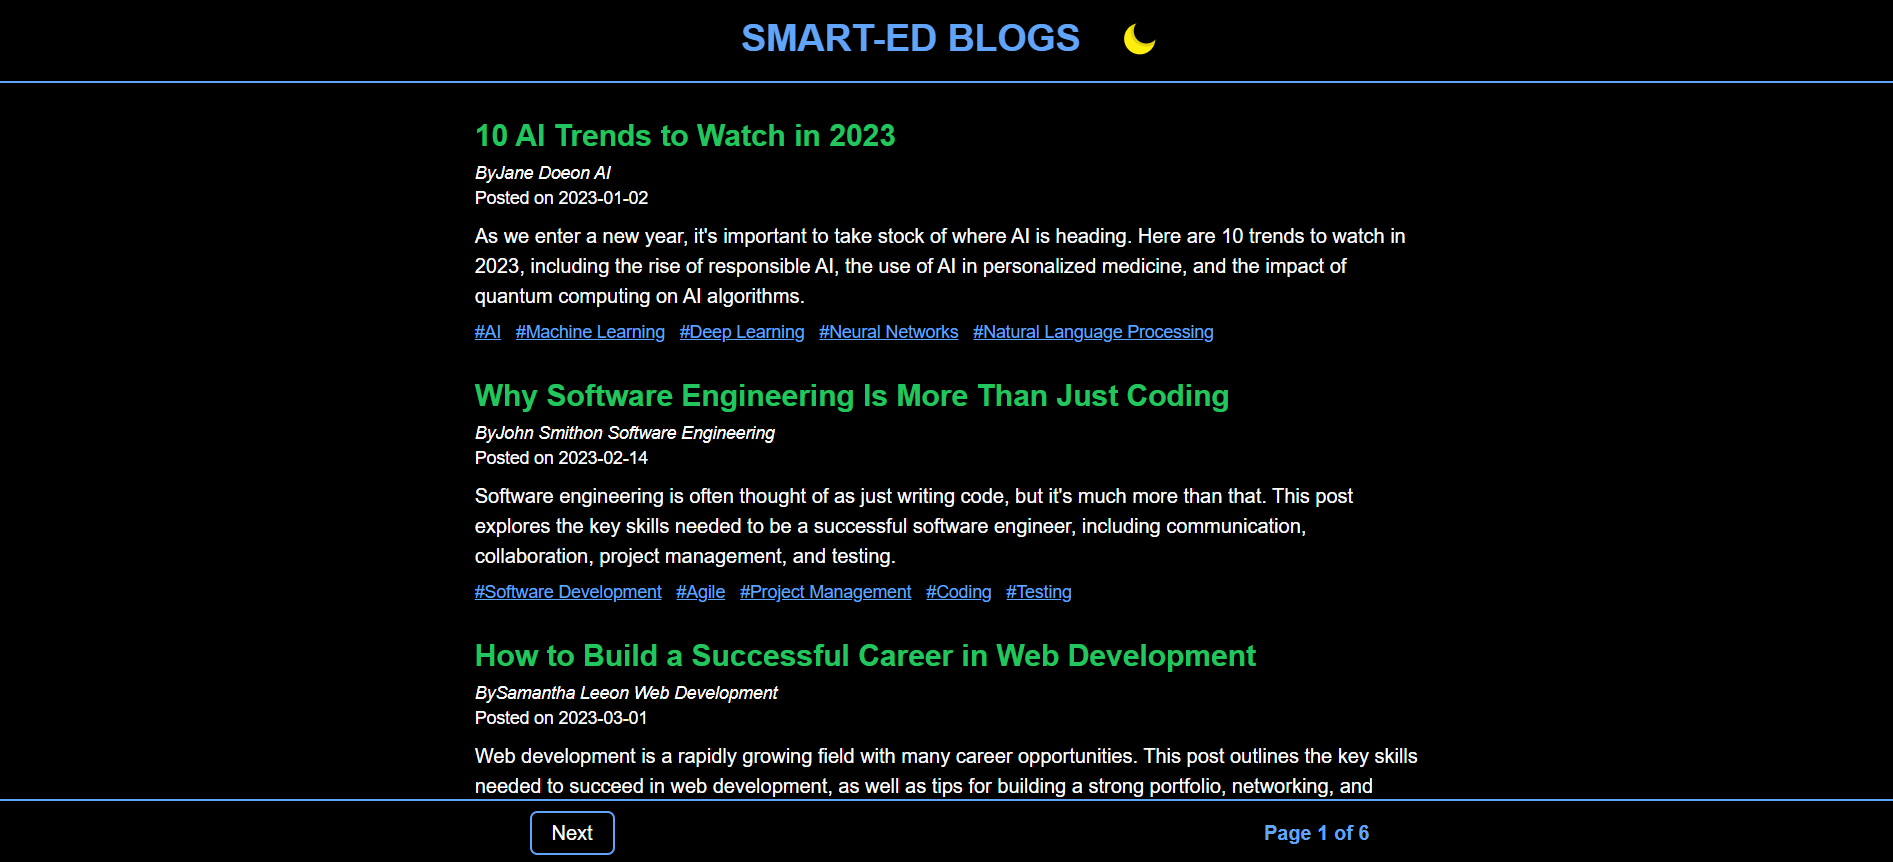 SMART-ED BLOGS
10 AI Trends to Watch in 2023
ByJane Doeon AI
Posted on 2023-01-02
As we enter a new year, it's important to take stock of where AI is heading. Here are 10 trends to watch in
2023, including the rise of responsible AI, the use of AI in personalized medicine, and the impact of
quantum computing on AI algorithms.
#AI #Machine Learning #Deep Learning #Neural Networks #Natural Language Processing
Why Software Engineering Is More Than Just Coding
ByJohn Smithon Software Engineering
Posted on 2023-02-14
Software engineering is often thought of as just writing code, but it's much more than that. This post
explores the key skills needed to be a successful software engineer, including communication,
collaboration, project management, and testing.
#Software Development #Agile #Project Management #Coding #Testing
How to Build a Successful Career in Web Development
BySamantha Leeon Web Development
Posted on 2023-03-01
Web development is a rapidly growing field with many career opportunities. This post outlines the key skills
needed to succeed in web development, as well as tips for building a strong portfolio, networking, and
Next Page 1 of 6